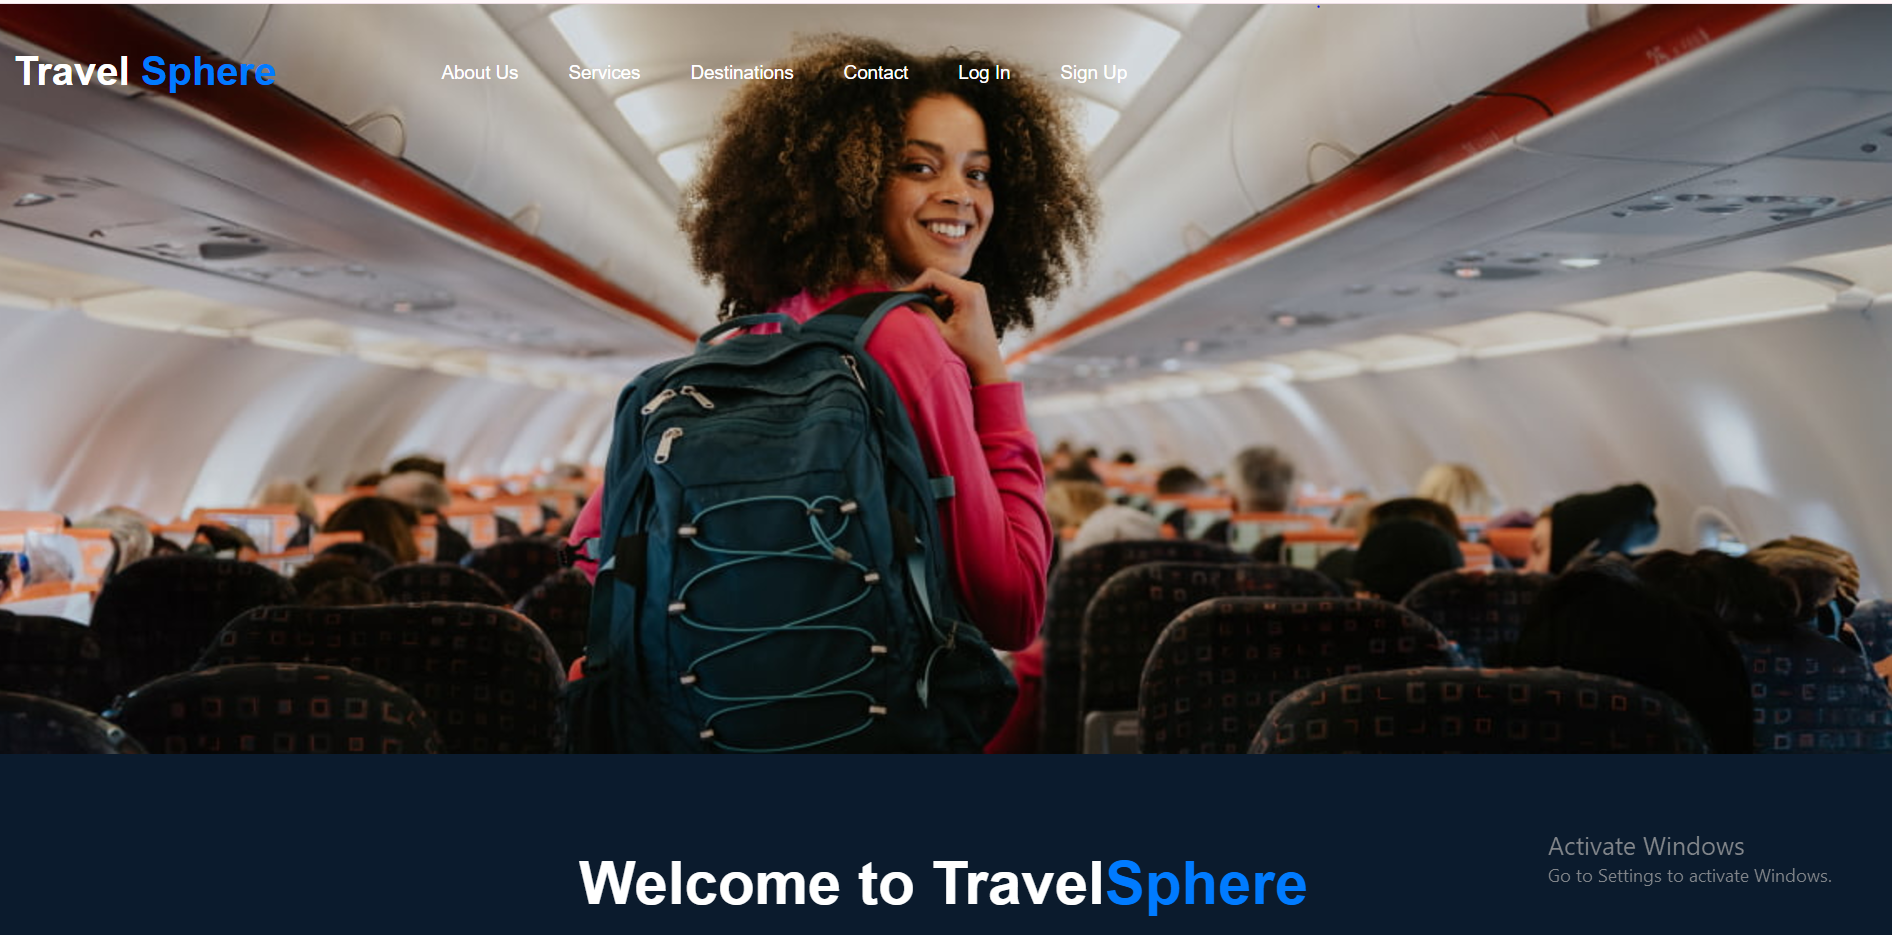 Travel Sphere
About Us Services Destinations Contact Log In Sign Up
Welcome to TravelSphere
Activate Windows
Go to Settings to activate Windows.